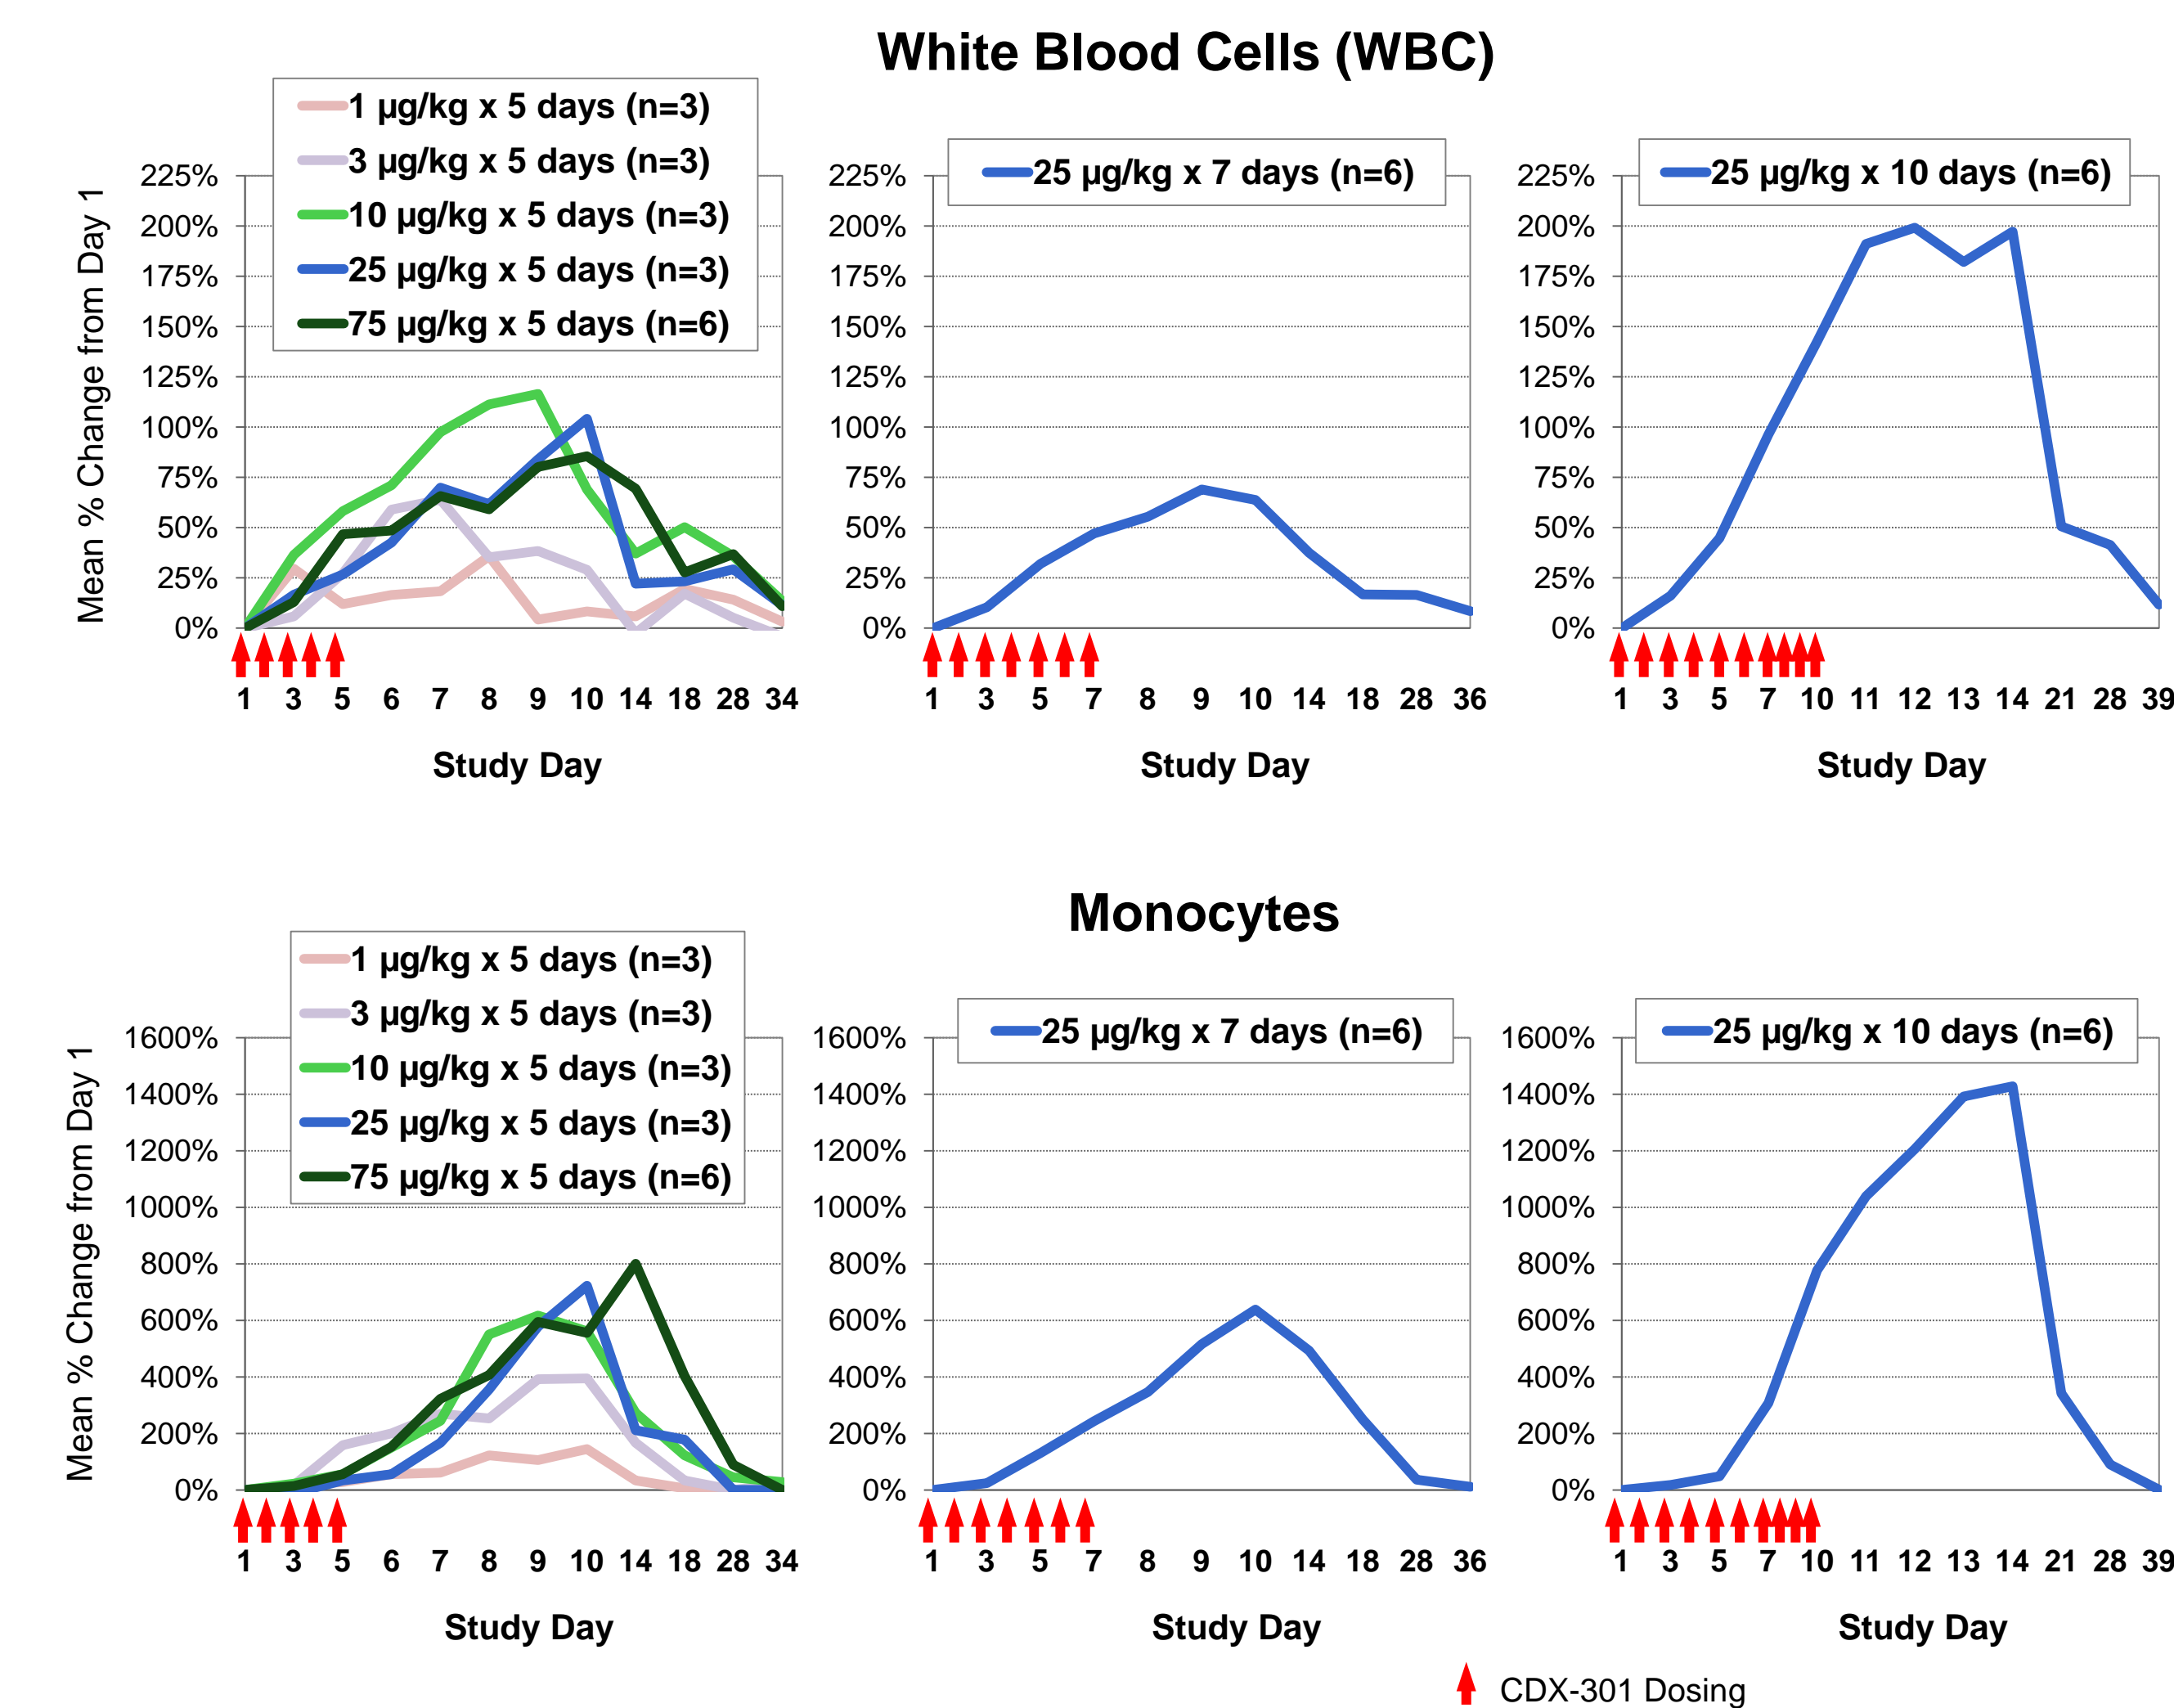 White Blood Cells (WBC)
1 µg/kg x 5 days (n=3)
3 µg/kg x 5 days (n=3)
10 µg/kg x 5 days (n=3)
25 µg/kg x 5 days (n=3)
75 µg/kg x 5 days (n=6)
Mean % Change from Day 1
225%
200%
175%
150%
125%
100%
75%
50%
25%
0%
1 3 5 6 7 8 9 10 14 18 28 34
Study Day
25 µg/kg x 7 days (n=6)
225%
200%
175%
150%
125%
100%
75%
50%
25%
0%
1 3 5 7 8 9 10 14 18 28 36
Study Day
25 µg/kg x 10 days (n=6)
225%
200%
175%
150%
125%
100%
75%
50%
25%
0%
1 3 5 7 10 11 12 13 14 21 28 39
Study Day
Monocytes
1 µg/kg x 5 days (n=3)
3 µg/kg x 5 days (n=3)
10 µg/kg x 5 days (n=3)
25 µg/kg x 5 days (n=3)
75 µg/kg x 5 days (n=6)
Mean % Change from Day 1
1600%
1400%
1200%
1000%
800%
600%
400%
200%
0%
1 3 5 6 7 8 9 10 14 18 28 34
Study Day
25 µg/kg x 7 days (n=6)
1600%
1400%
1200%
1000%
800%
600%
400%
200%
0%
1 3 5 7 8 9 10 14 18 28 36
Study Day
25 µg/kg x 10 days (n=6)
1600%
1400%
1200%
1000%
800%
600%
400%
200%
0%
1 3 5 7 10 11 12 13 14 21 28 39
Study Day
CDX-301 Dosing